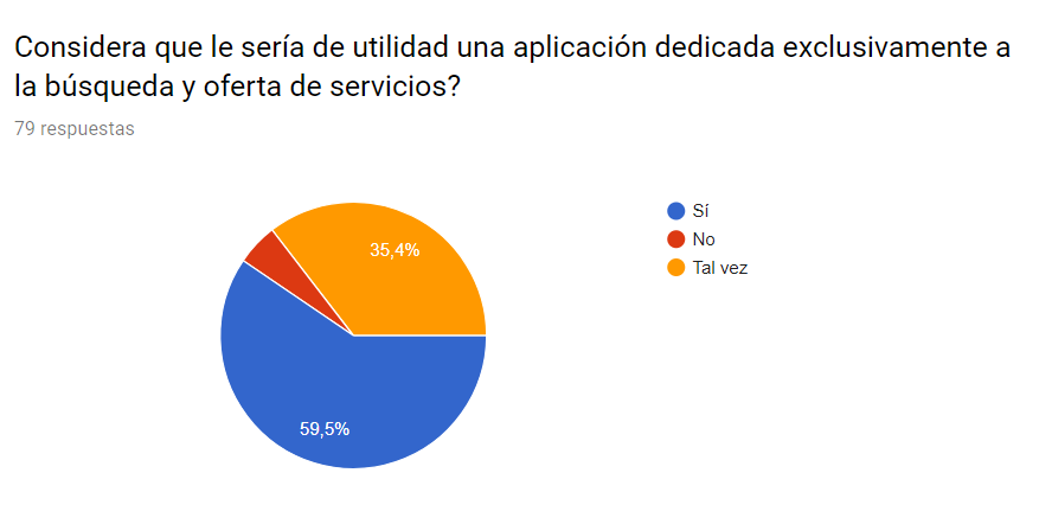 Considera que le sería de utilidad una aplicación dedicada exclusivamente a
la búsqueda y oferta de servicios?
79 respuestas
35,4%
59,5%
Sí
No
Tal vez